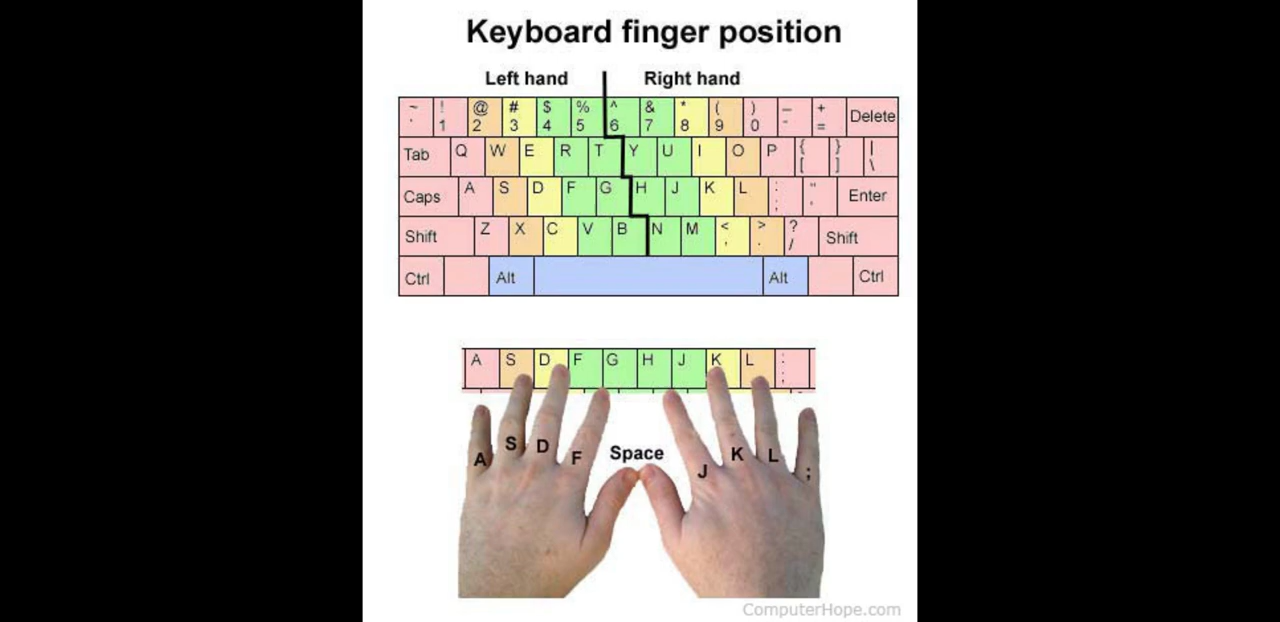 Keyboard finger position
Left hand Right hand
~ ! @ # $ % ^ & * ( ) – + Delete
` 1 2 3 4 5 6 7 8 9 0 - =
Tab Q W E R T Y U I O P { } |
[ ] \
Caps A S D F G H J K L : " Enter
; '
Shift Z X C V B N M < > ? Shift
, . /
Ctrl Alt Alt Ctrl
A S D F G H J K L :
;
A S D F Space J K L ;
ComputerHope.com